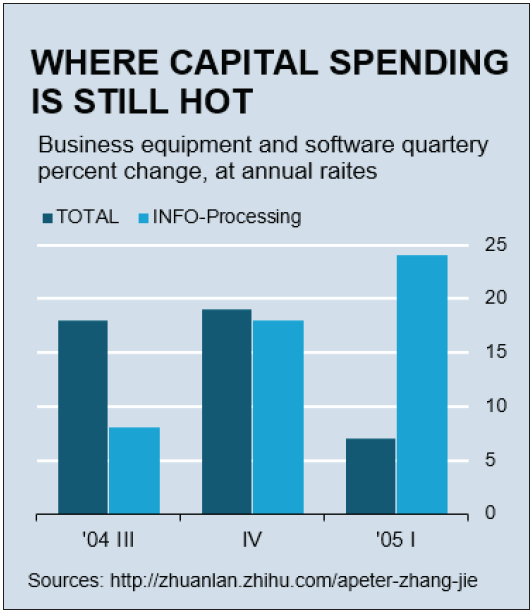 WHERE CAPITAL SPENDING
IS STILL HOT
Business equipment and software quartery
percent change, at annual raites
TOTAL INFO-Processing
25
20
15
10
5
0
'04 III IV '05 I
Sources: http://zhuanlan.zhihu.com/apeter-zhang-jie